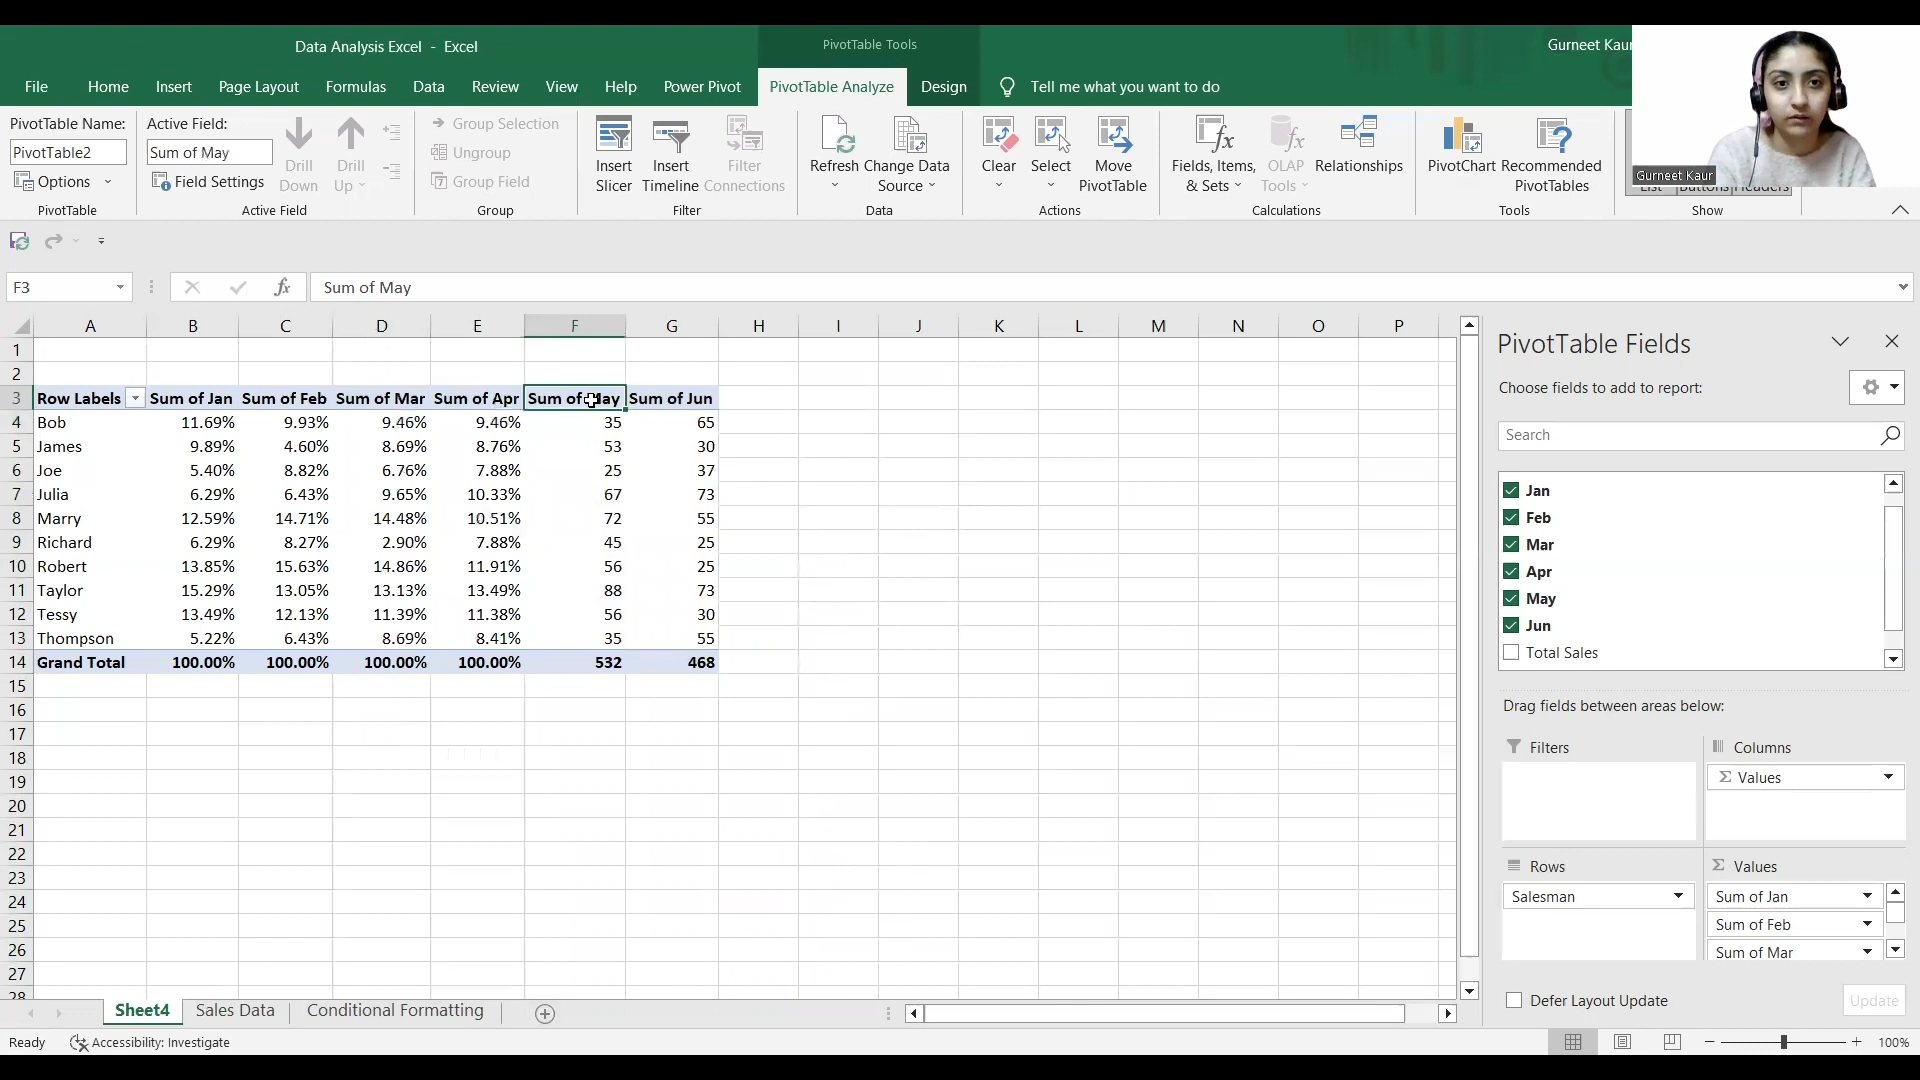 Data Analysis Excel - Excel
PivotTable Tools
Gurneet Kaur
File Home Insert Page Layout Formulas Data Review View Help Power Pivot PivotTable Analyze Design Tell me what you want to do
PivotTable Name:
PivotTable2
Options
PivotTable
Active Field:
Sum of May
Field Settings
Drill Down
Drill Up
Active Field
Group Selection
Ungroup
Group Field
Group
Insert Slicer
Insert Timeline
Filter Connections
Filter
Refresh
Change Data Source
Data
Clear
Select
Move PivotTable
Actions
Fields, Items, & Sets
OLAP Tools
Relationships
Calculations
PivotChart
Recommended PivotTables
Tools
Gurneet Kaur
Show
F3
fx
Sum of May
A B C D E F G H I J K L M N O P
1
2
3 Row Labels Sum of Jan Sum of Feb Sum of Mar Sum of Apr Sum of May Sum of Jun
4 Bob 11.69% 9.93% 9.46% 9.46% 35 65
5 James 9.89% 4.60% 8.69% 8.76% 53 30
6 Joe 5.40% 8.82% 6.76% 7.88% 25 37
7 Julia 6.29% 6.43% 9.65% 10.33% 67 73
8 Marry 12.59% 14.71% 14.48% 10.51% 72 55
9 Richard 6.29% 8.27% 2.90% 7.88% 45 25
10 Robert 13.85% 15.63% 14.86% 11.91% 56 25
11 Taylor 15.29% 13.05% 13.13% 13.49% 88 73
12 Tessy 13.49% 12.13% 11.39% 11.38% 56 30
13 Thompson 5.22% 6.43% 8.69% 8.41% 35 55
14 Grand Total 100.00% 100.00% 100.00% 100.00% 532 468
15
16
17
18
19
20
21
22
23
24
25
26
27
28
PivotTable Fields
Choose fields to add to report:
Search
Jan
Feb
Mar
Apr
May
Jun
Total Sales
Drag fields between areas below:
Filters
Columns
Σ Values
Rows
Salesman
Σ Values
Sum of Jan
Sum of Feb
Sum of Mar
Defer Layout Update
Update
Sheet4 Sales Data Conditional Formatting
Ready
Accessibility: Investigate
100%